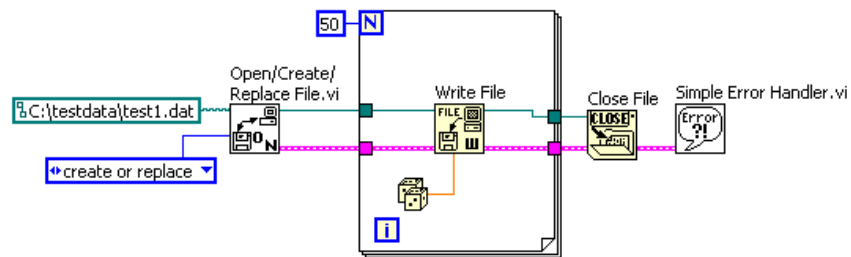 50 N
Open/Create/
Replace File.vi
Write File
Close File
Simple Error Handler.vi
C:\testdata\test1.dat
O
N
FILE
W
CLOSE
Error
?!
create or replace
i